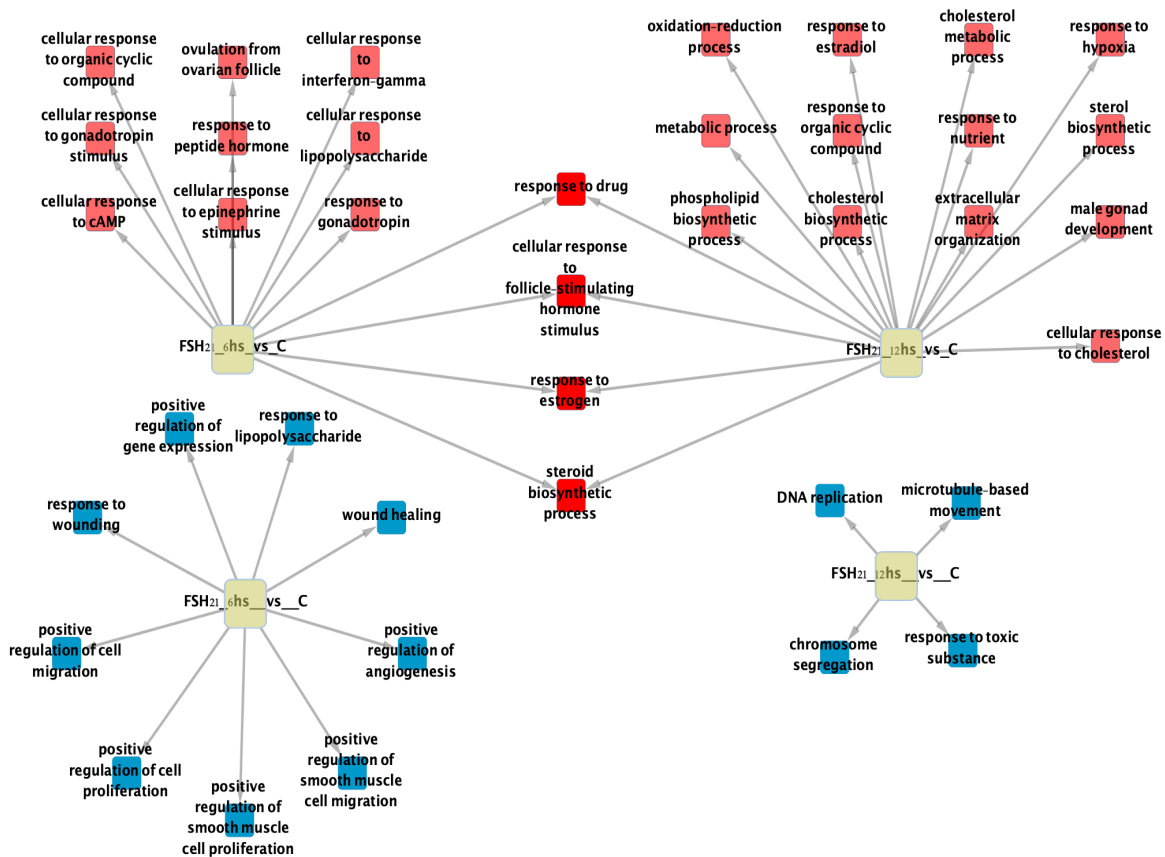 cellular response
to organic cyclic
compound
ovulation from
ovarian follicle
cellular response
to
interferon-gamma
cellular response
to gonadotropin
stimulus
response to
peptide hormone
cellular response
to
lipopolysaccharide
cellular response
to cAMP
cellular response
to epinephrine
stimulus
response to
gonadotropin
FSH21_6hs_vs_C
response to drug
cellular response
to
follicle-stimulating
hormone
stimulus
response to
estrogen
steroid
biosynthetic
process
oxidation-reduction
process
response to
estradiol
cholesterol
metabolic
process
response to
hypoxia
metabolic process
response to
organic cyclic
compound
response to
nutrient
sterol
biosynthetic
process
phospholipid
biosynthetic
process
cholesterol
biosynthetic
process
extracellular
matrix
organization
male gonad
development
FSH21_12hs_vs_C
cellular response
to cholesterol
positive
regulation of
gene expression
response to
lipopolysaccharide
response to
wounding
wound healing
FSH21_6hs__vs__C
positive
regulation of cell
migration
positive
regulation of
angiogenesis
positive
regulation of cell
proliferation
positive
regulation of
smooth muscle
cell proliferation
positive
regulation of
smooth muscle
cell migration
DNA replication
microtubule-based
movement
FSH21_12hs__vs__C
chromosome
segregation
response to toxic
substance